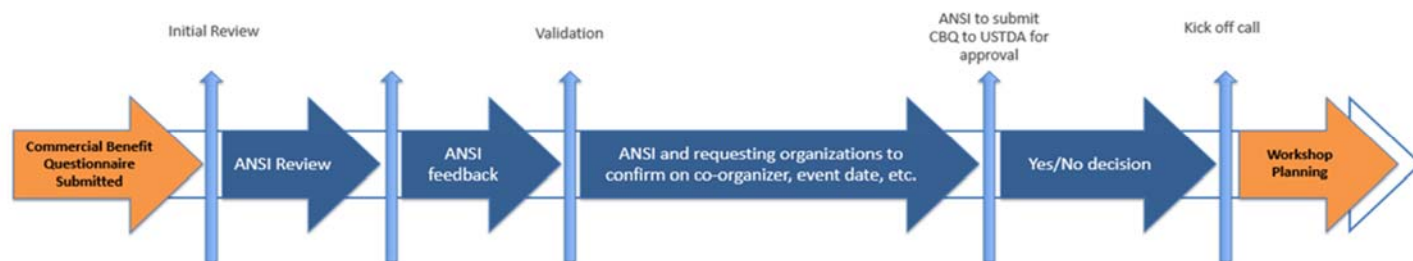 Initial Review
Validation
ANSI to submit
CBQ to USTDA for
approval
Kick off call
Commercial Benefit
Questionnaire
Submitted
ANSI Review
ANSI
feedback
ANSI and requesting organizations to
confirm on co-organizer, event date, etc.
Yes/No decision
Workshop
Planning